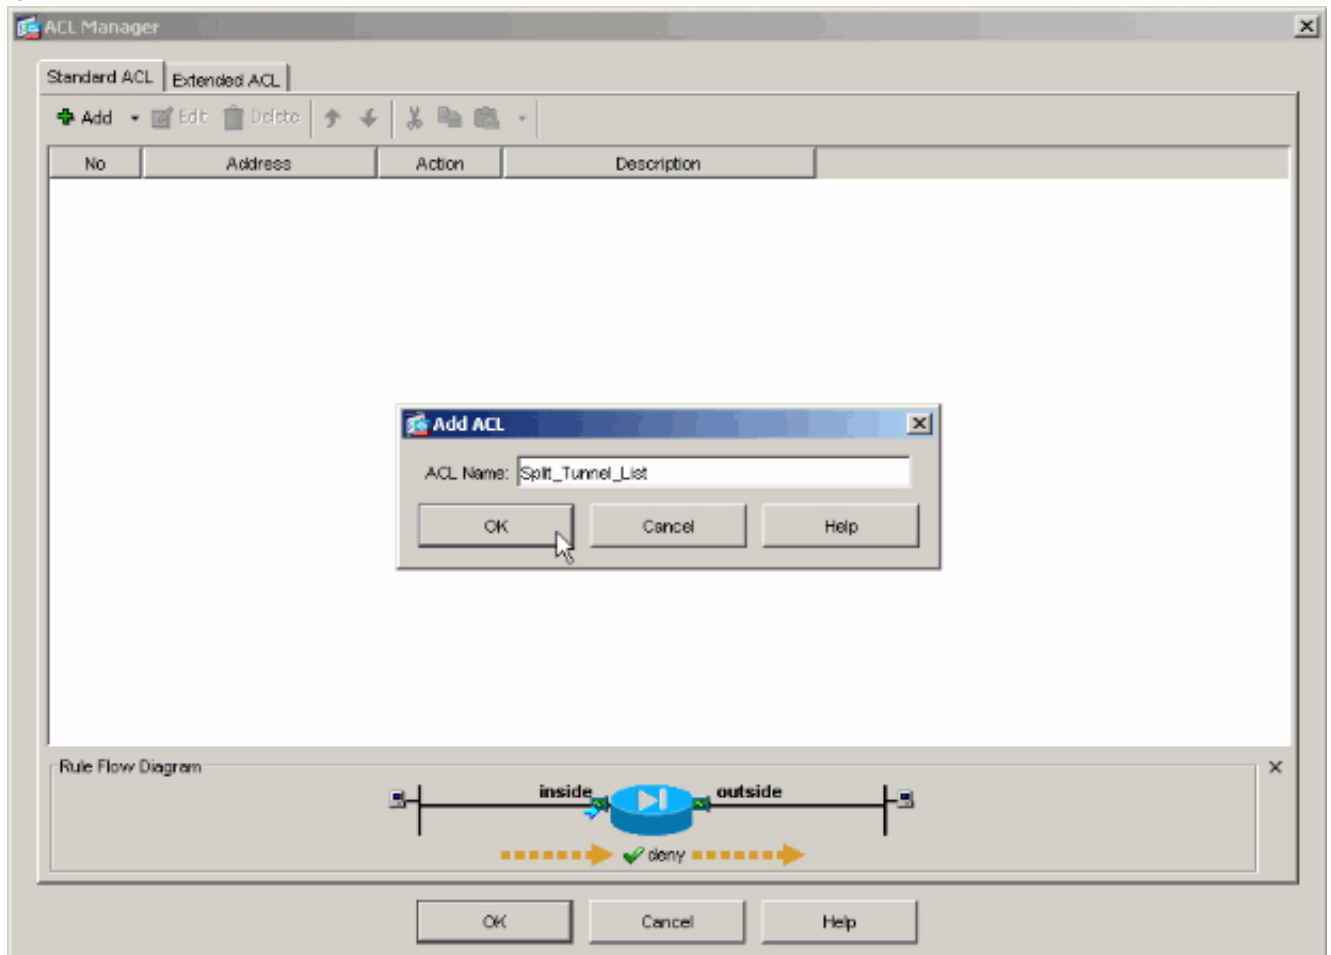 ACL Manager
Standard ACL Extended ACL
Add Edit Delete
No Address Action Description
Add ACL
ACL Name: Split_Tunnel_List
OK Cancel Help
Rule Flow Diagram
inside outside
deny
OK Cancel Help